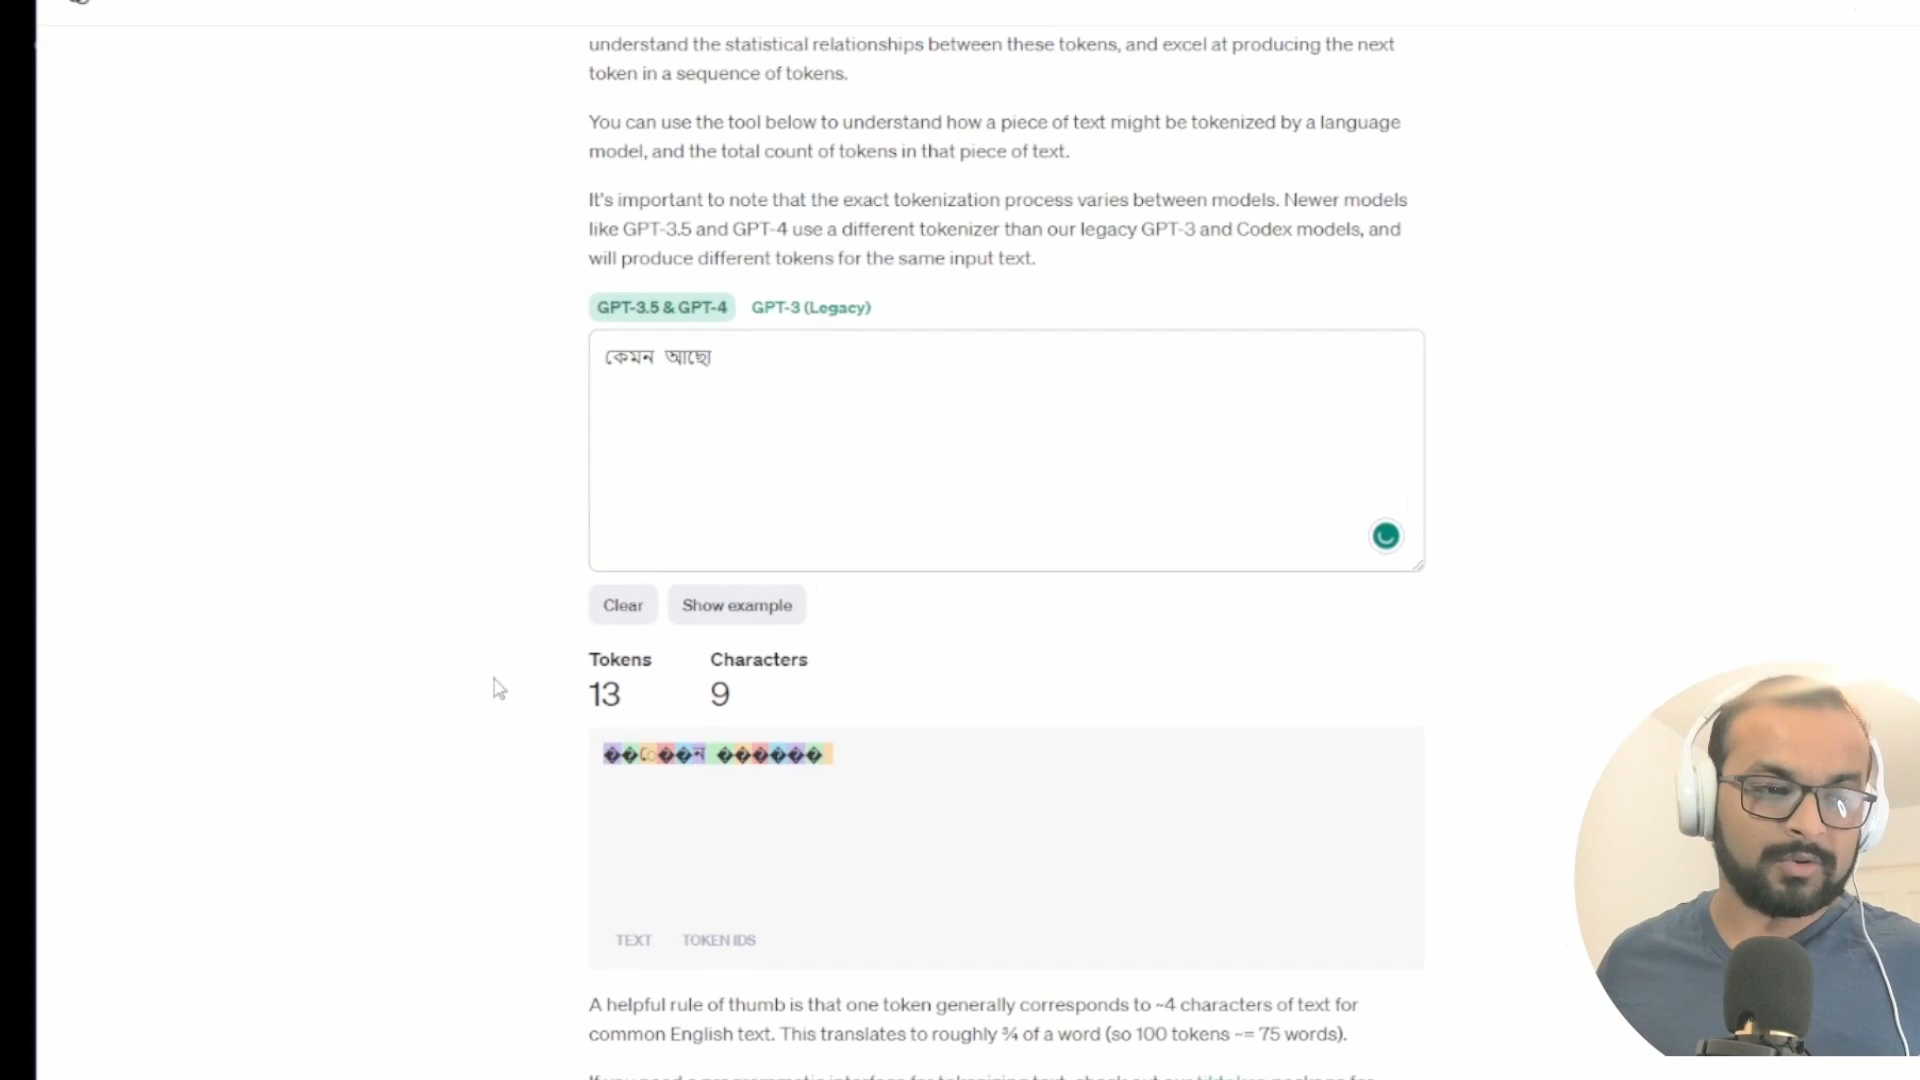 understand the statistical relationships between these tokens, and excel at producing the next
token in a sequence of tokens.
You can use the tool below to understand how a piece of text might be tokenized by a language
model, and the total count of tokens in that piece of text.
It's important to note that the exact tokenization process varies between models. Newer models
like GPT-3.5 and GPT-4 use a different tokenizer than our legacy GPT-3 and Codex models, and
will produce different tokens for the same input text.
GPT-3.5 & GPT-4 GPT-3 (Legacy)
কেমন আছো
Clear Show example
Tokens Characters
13 9
��ে��ন ������
TEXT TOKEN IDS
A helpful rule of thumb is that one token generally corresponds to ~4 characters of text for
common English text. This translates to roughly ¾ of a word (so 100 tokens ~= 75 words).